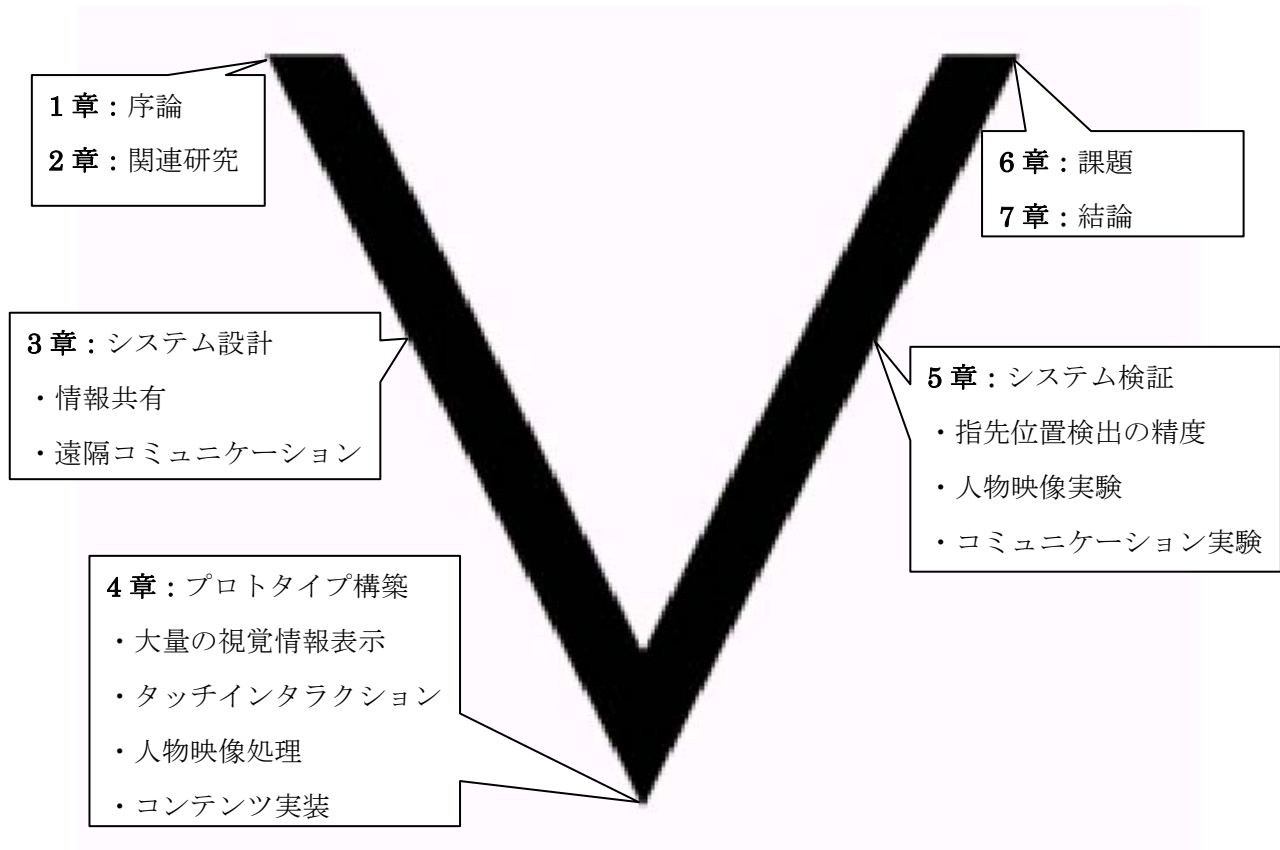 1章：序論
2章：関連研究
3章：システム設計
・情報共有
・遠隔コミュニケーション
4章：プロトタイプ構築
・大量の視覚情報表示
・タッチインタラクション
・人物映像処理
・コンテンツ実装
5章：システム検証
・指先位置検出の精度
・人物映像実験
・コミュニケーション実験
6章：課題
7章：結論